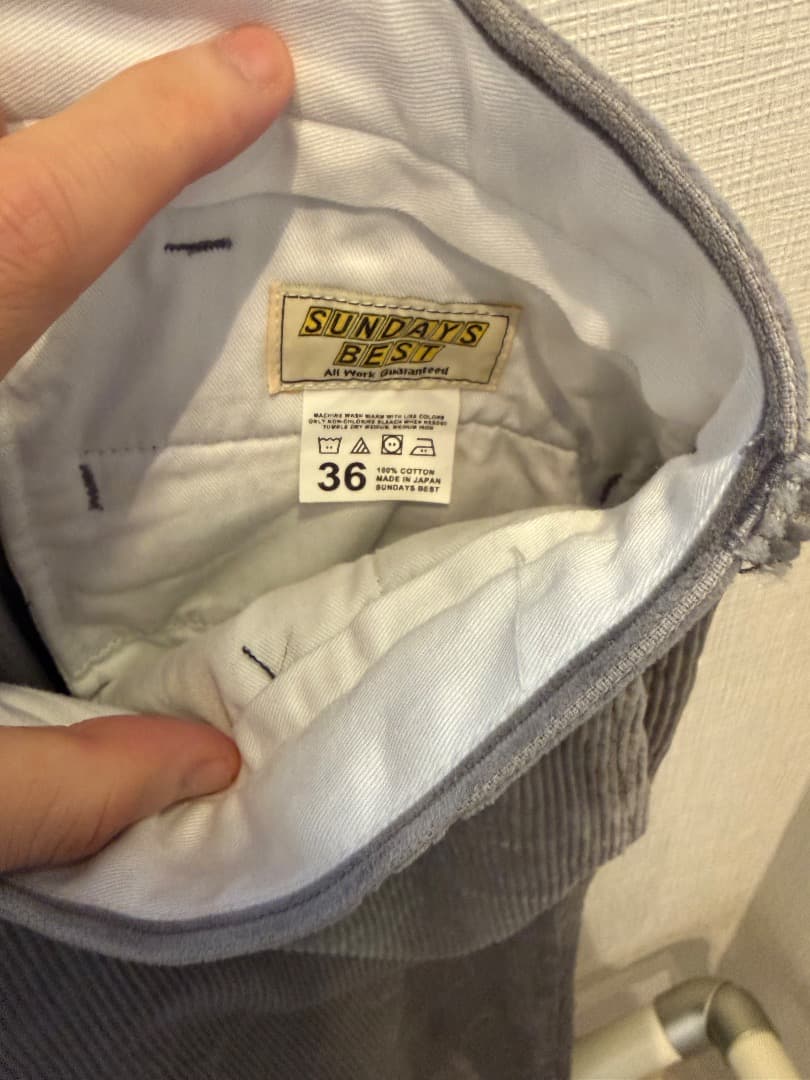 SUNDAYS
BEST
All Work Guaranteed
MACHINE WASH WARM WITH LIKE COLORS
ONLY NON-CHLORINE BLEACH WHEN NEEDED
TUMBLE DRY MEDIUM, MEDIUM IRON
36
100% COTTON
MADE IN JAPAN
SUNDAYS BEST